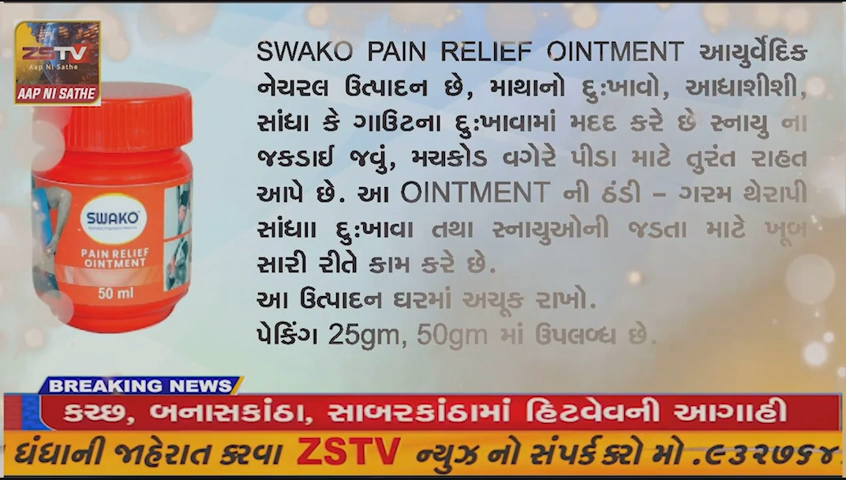 ZSTV
Aap Ni Sathe
AAP NI SATHE
SWAKO PAIN RELIEF OINTMENT આયુર્વેદિક
નેચરલ ઉત્પાદન છે, માથાનો દુઃખાવો, આધાશીશી,
સાંધા કે ગાઉટના દુઃખાવામાં મદદ કરે છે સ્નાયુ ના
જકડાઈ જવું, મચકોડ વગેરે પીડા માટે તુરંત રાહત
આપે છે. આ OINTMENT ની ઠંડી – ગરમ થેરાપી
સાંધાા દુઃખાવા તથા સ્નાયુઓની જડતા માટે ખૂબ
સારી રીતે કામ કરે છે.
આ ઉત્પાદન ઘરમાં અચૂક રાખો.
પેકિંગ 25gm, 50gm માં ઉપલબ્ધ છે.
SWAKO
PAIN RELIEF
OINTMENT
50 ml
BREAKING NEWS
કચ્છ, બનાસકાંઠા, સાબરકાંઠામાં હિટવેવની આગાહી
ધંધાની જાહેરાત કરવા ZSTV ન્યુઝ નો સંપર્ક કરો મો .૯૩૨૭૬૪